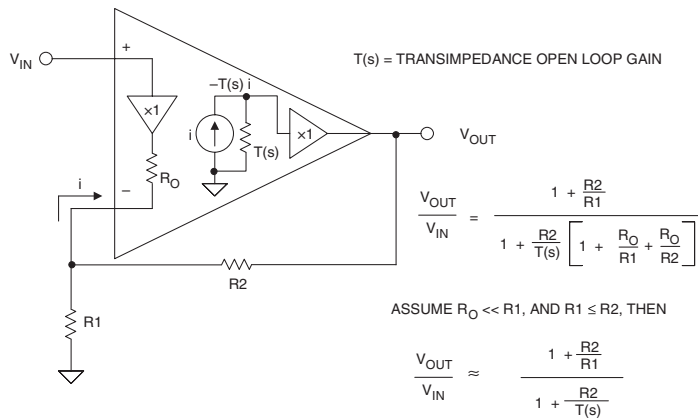 +
V_IN
T(s) = TRANSIMPEDANCE OPEN LOOP GAIN
–T(s) i
×1
×1
i
T(s)
V_OUT
R_O
i
–
R2
R1
V_OUT / V_IN = (1 + R2/R1) / (1 + R2/T(s) [1 + R_O/R1 + R_O/R2])
ASSUME R_O << R1, AND R1 ≤ R2, THEN
V_OUT / V_IN ≈ (1 + R2/R1) / (1 + R2/T(s))